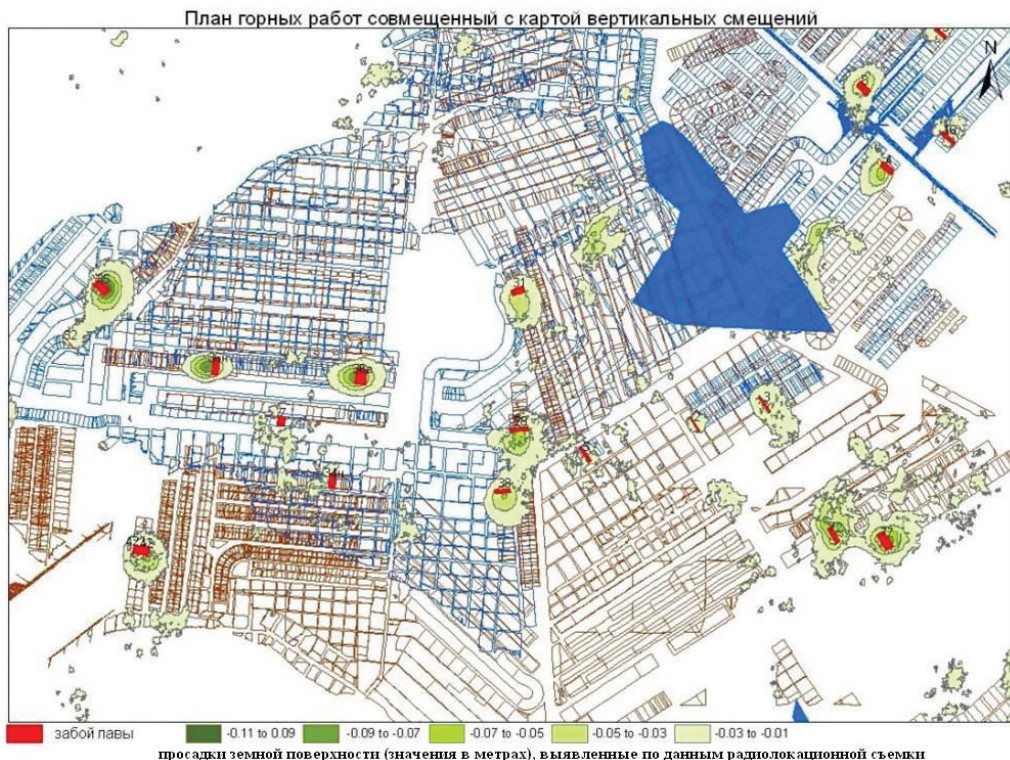 План горных работ совмещенный с картой вертикальных смещений
N
31
32
забой лавы
-0.11 to 0.09
-0.09 to -0.07
-0.07 to -0.05
-0.05 to -0.03
-0.03 to -0.01
просадки земной поверхности (значения в метрах), выявленные по данным радиолокационной съемки